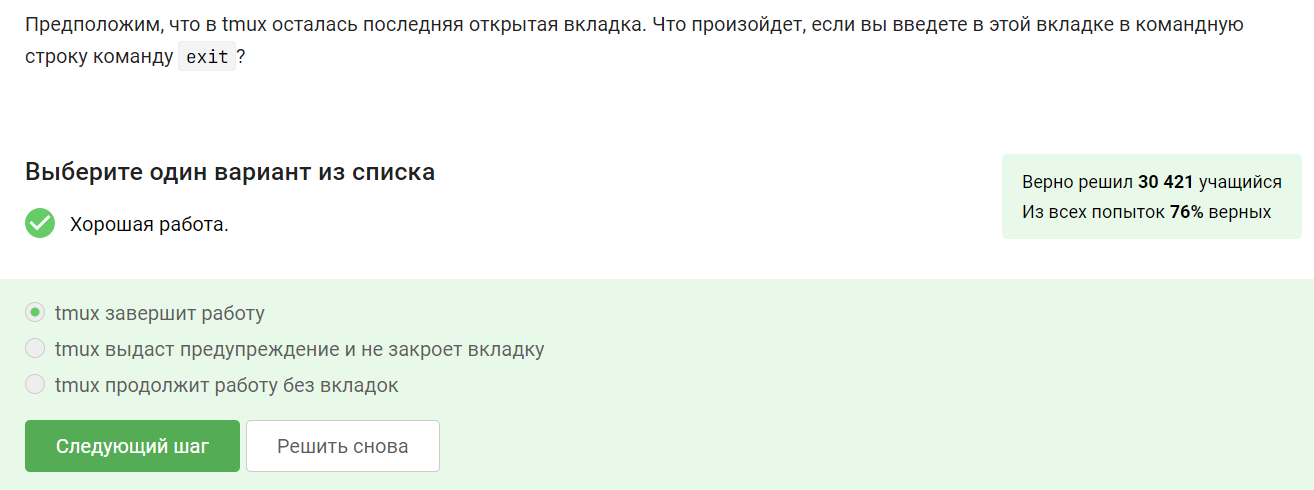 Предположим, что в tmux осталась последняя открытая вкладка. Что произойдет, если вы введете в этой вкладке в командную
строку команду exit?
Выберите один вариант из списка
Хорошая работа.
Верно решил 30 421 учащийся
Из всех попыток 76% верных
tmux завершит работу
tmux выдаст предупреждение и не закроет вкладку
tmux продолжит работу без вкладок
Следующий шаг
Решить снова